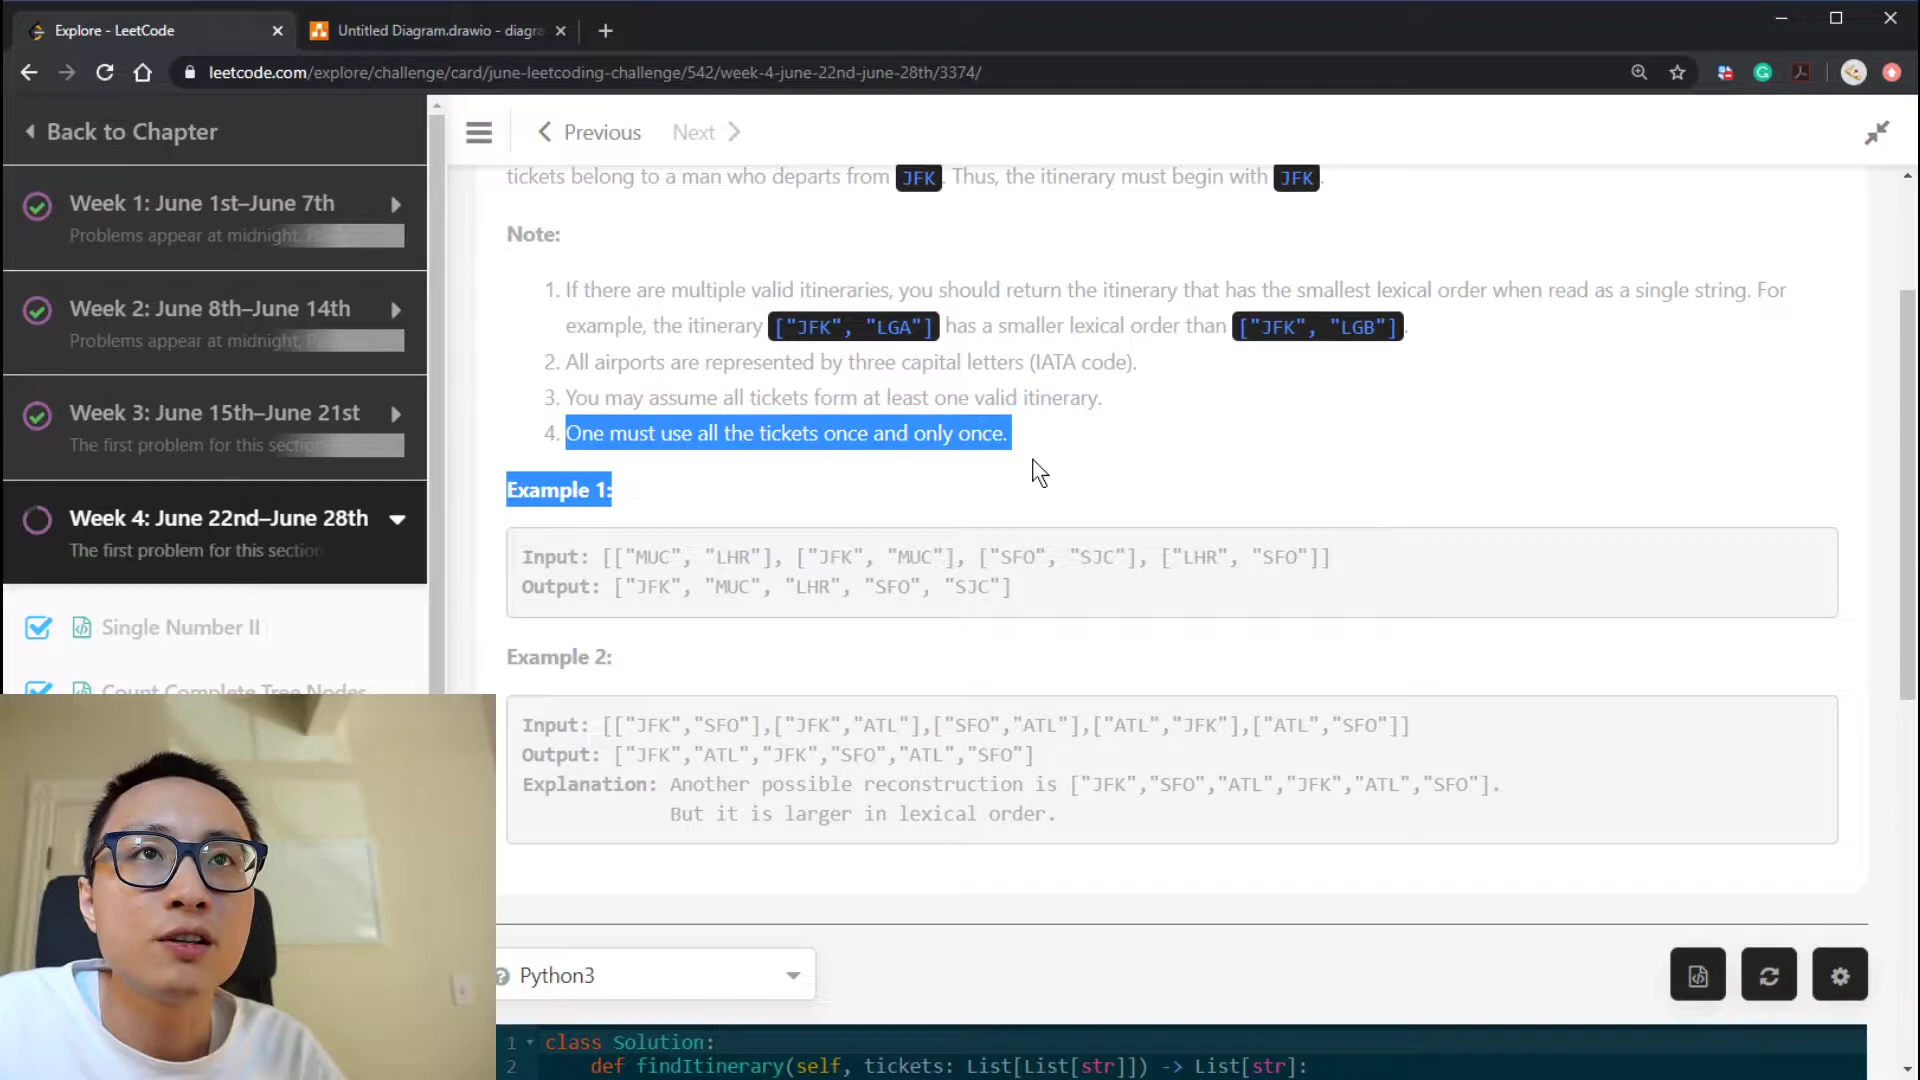 Explore - LeetCode
Untitled Diagram.drawio - diagra
leetcode.com/explore/challenge/card/june-leetcoding-challenge/542/week-4-june-22nd-june-28th/3374/
Back to Chapter
Previous
Next
Week 1: June 1st–June 7th
Problems appear at midnight,
Week 2: June 8th–June 14th
Problems appear at midnight,
Week 3: June 15th–June 21st
The first problem for this section
Week 4: June 22nd–June 28th
The first problem for this section
Single Number II
Count Complete Tree Nodes
tickets belong to a man who departs from JFK. Thus, the itinerary must begin with JFK.
Note:
1. If there are multiple valid itineraries, you should return the itinerary that has the smallest lexical order when read as a single string. For
example, the itinerary ["JFK", "LGA"] has a smaller lexical order than ["JFK", "LGB"].
2. All airports are represented by three capital letters (IATA code).
3. You may assume all tickets form at least one valid itinerary.
4. One must use all the tickets once and only once.
Example 1:
Input: [["MUC", "LHR"], ["JFK", "MUC"], ["SFO", "SJC"], ["LHR", "SFO"]]
Output: ["JFK", "MUC", "LHR", "SFO", "SJC"]
Example 2:
Input: [["JFK","SFO"],["JFK","ATL"],["SFO","ATL"],["ATL","JFK"],["ATL","SFO"]]
Output: ["JFK","ATL","JFK","SFO","ATL","SFO"]
Explanation: Another possible reconstruction is ["JFK","SFO","ATL","JFK","ATL","SFO"].
But it is larger in lexical order.
Python3
1 class Solution:
2 def findItinerary(self, tickets: List[List[str]]) -> List[str]: